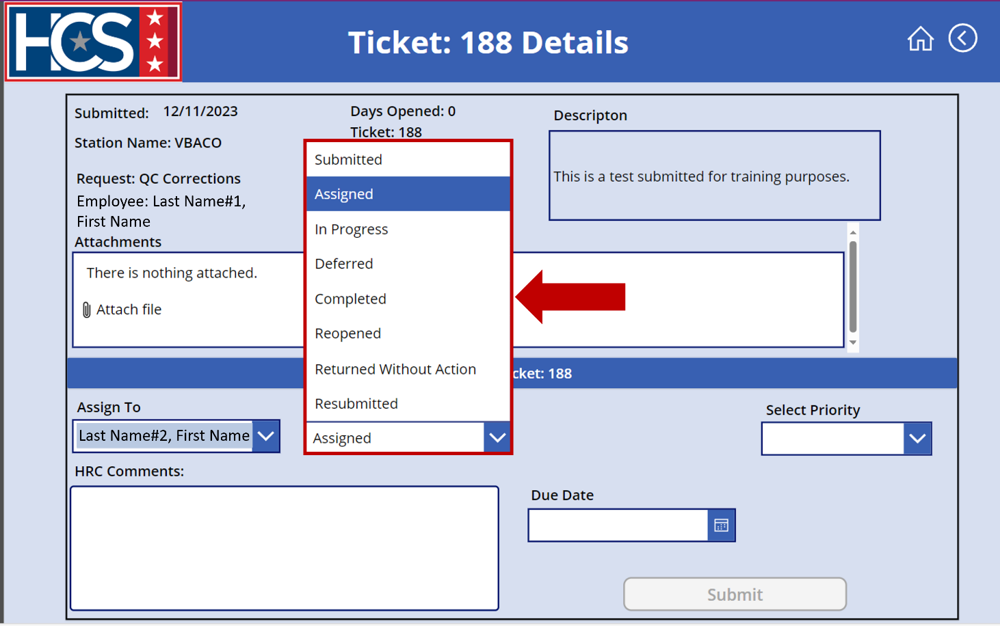 HCS
Ticket: 188 Details
Submitted: 12/11/2023
Days Opened: 0
Ticket: 188
Station Name: VBACO
Request: QC Corrections
Employee: Last Name#1,
First Name
Descripton
This is a test submitted for training purposes.
Attachments
There is nothing attached.
Attach file
Submitted
Assigned
In Progress
Deferred
Completed
Reopened
Returned Without Action
Resubmitted
Assigned
cket: 188
Assign To
Last Name#2, First Name
Select Priority
HRC Comments:
Due Date
Submit